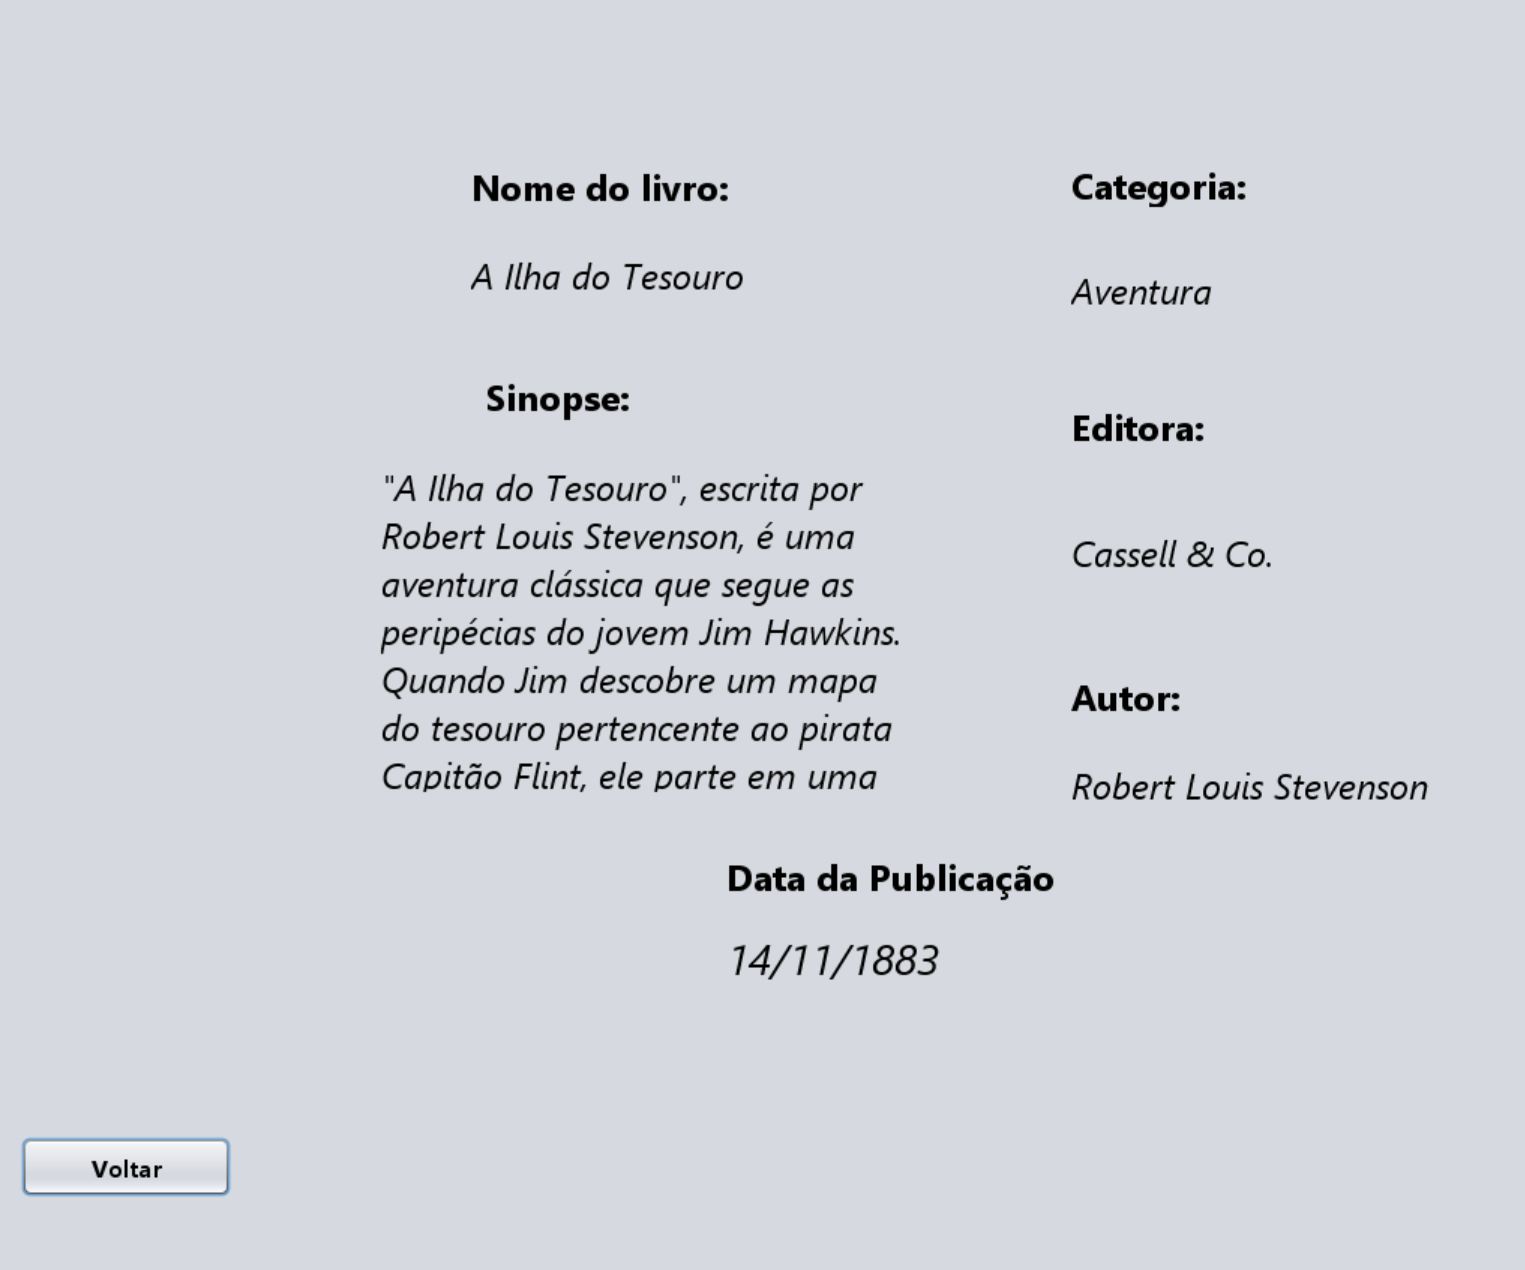 Nome do livro:
A Ilha do Tesouro
Sinopse:
"A Ilha do Tesouro", escrita por
Robert Louis Stevenson, é uma
aventura clássica que segue as
peripécias do jovem Jim Hawkins.
Quando Jim descobre um mapa
do tesouro pertencente ao pirata
Capitão Flint, ele parte em uma
Categoria:
Aventura
Editora:
Cassell & Co.
Autor:
Robert Louis Stevenson
Data da Publicação
14/11/1883
Voltar